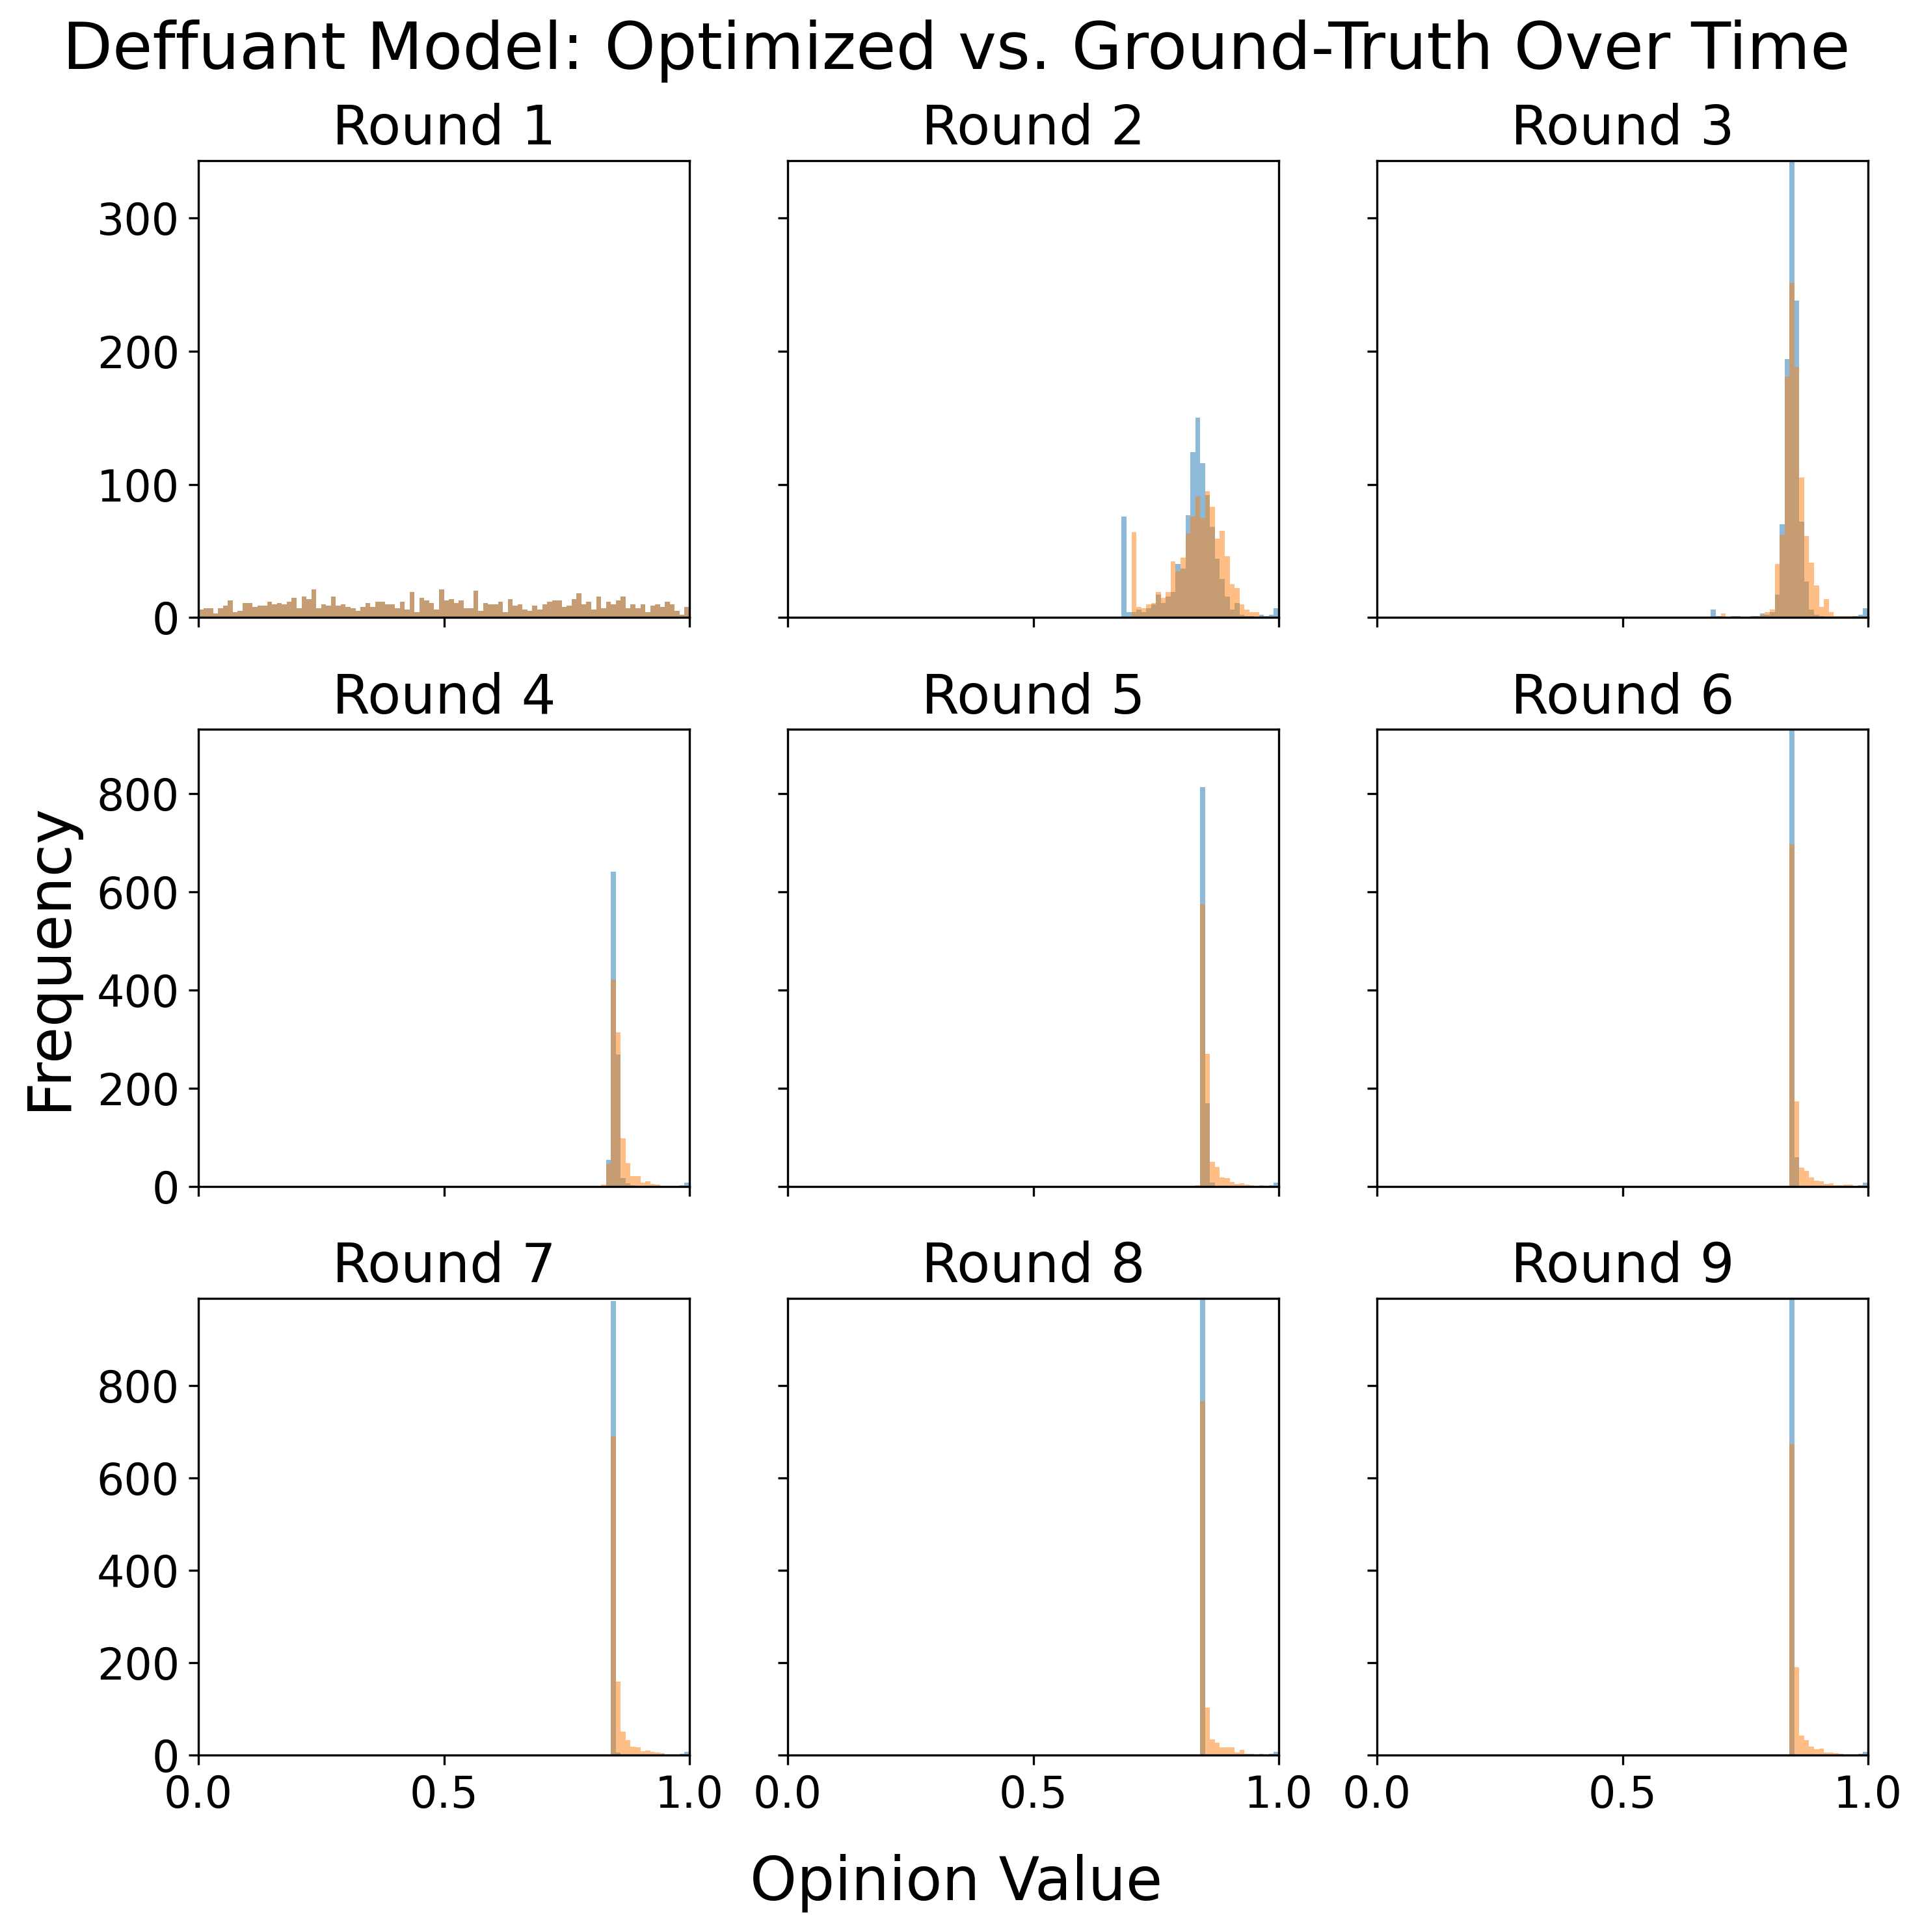 Deffuant Model: Optimized vs. Ground-Truth Over Time
Round 1
Round 2
Round 3
300
200
100
0
Round 4
Round 5
Round 6
800
600
400
200
0
Frequency
Round 7
Round 8
Round 9
800
600
400
200
0
0.0 0.5 1.0
0.0 0.5 1.0
0.0 0.5 1.0
Opinion Value